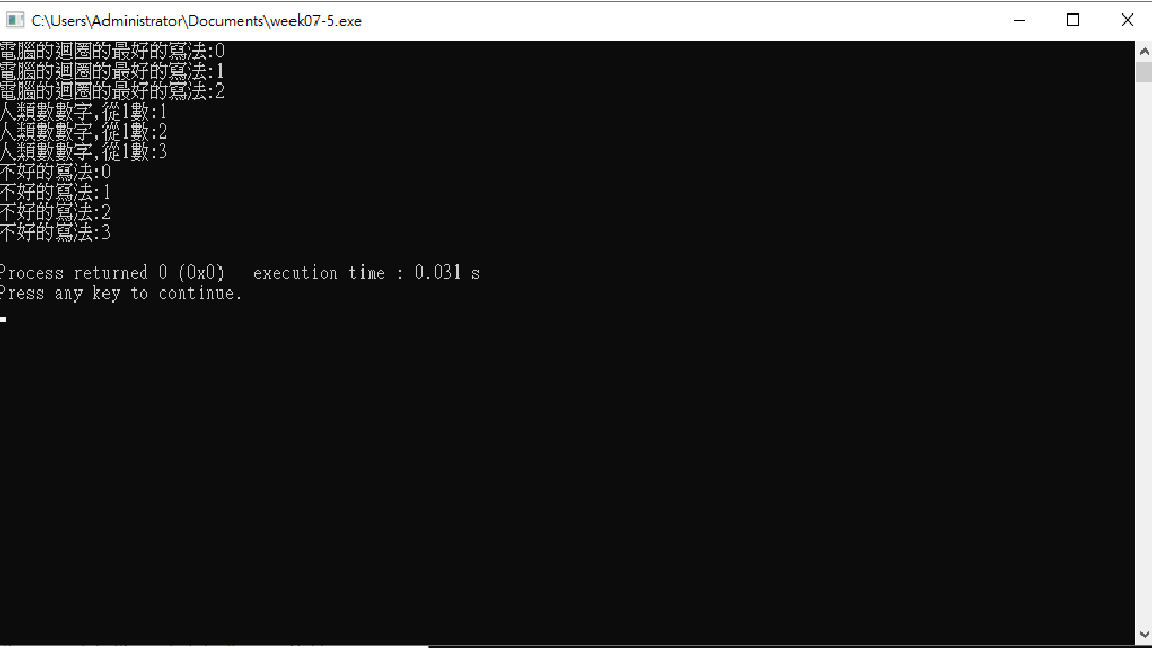 C:\Users\Administrator\Documents\week07-5.exe
電腦的迴圈的最好的寫法:0
電腦的迴圈的最好的寫法:1
電腦的迴圈的最好的寫法:2
人類數數字,從1數:1
人類數數字,從1數:2
人類數數字,從1數:3
不好的寫法:0
不好的寫法:1
不好的寫法:2
不好的寫法:3
Process returned 0 (0x0)   execution time : 0.031 s
Press any key to continue.